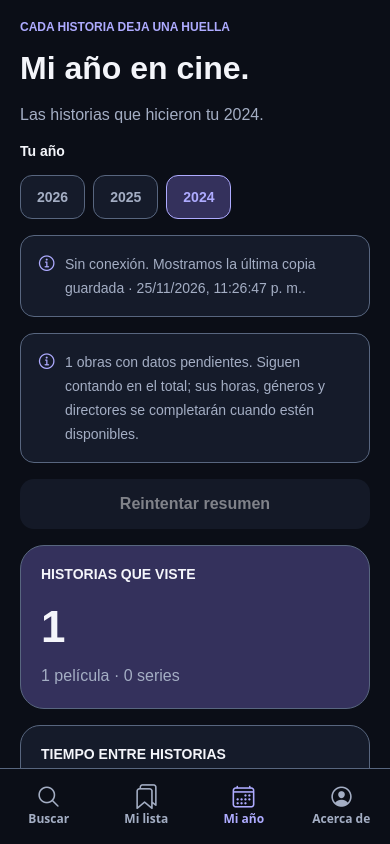 CADA HISTORIA DEJA UNA HUELLA
Mi año en cine.
Las historias que hicieron tu 2024.
Tu año
2026
2025
2024
Sin conexión. Mostramos la última copia
guardada · 25/11/2026, 11:26:47 p. m..
1 obras con datos pendientes. Siguen
contando en el total; sus horas, géneros y
directores se completarán cuando estén
disponibles.
Reintentar resumen
HISTORIAS QUE VISTE
1
1 película · 0 series
TIEMPO ENTRE HISTORIAS
Buscar
Mi lista
Mi año
Acerca de